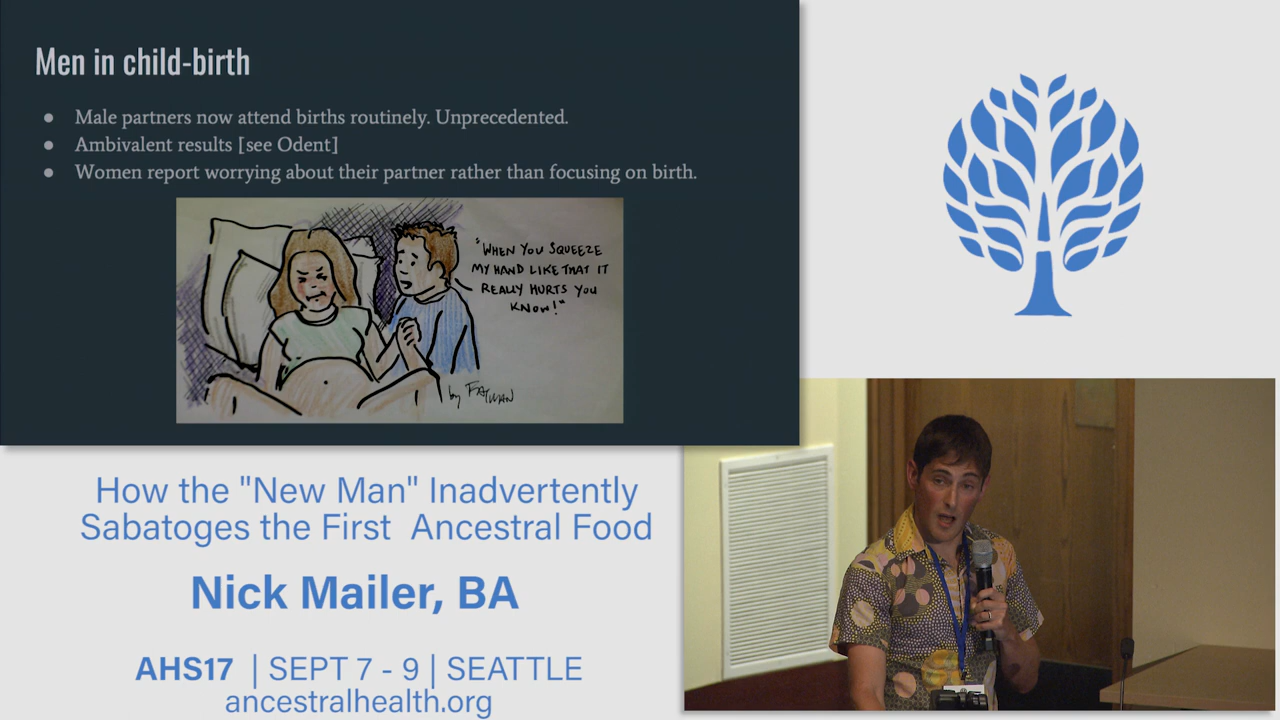 Men in child-birth
● Male partners now attend births routinely. Unprecedented.
● Ambivalent results [see Odent]
● Women report worrying about their partner rather than focusing on birth.
"WHEN YOU SQUEEZE
MY HAND LIKE THAT IT
REALLY HURTS YOU
KNOW!"
by
How the "New Man" Inadvertently
Sabatoges the First Ancestral Food
Nick Mailer, BA
AHS17 | SEPT 7 - 9 | SEATTLE
ancestralhealth.org